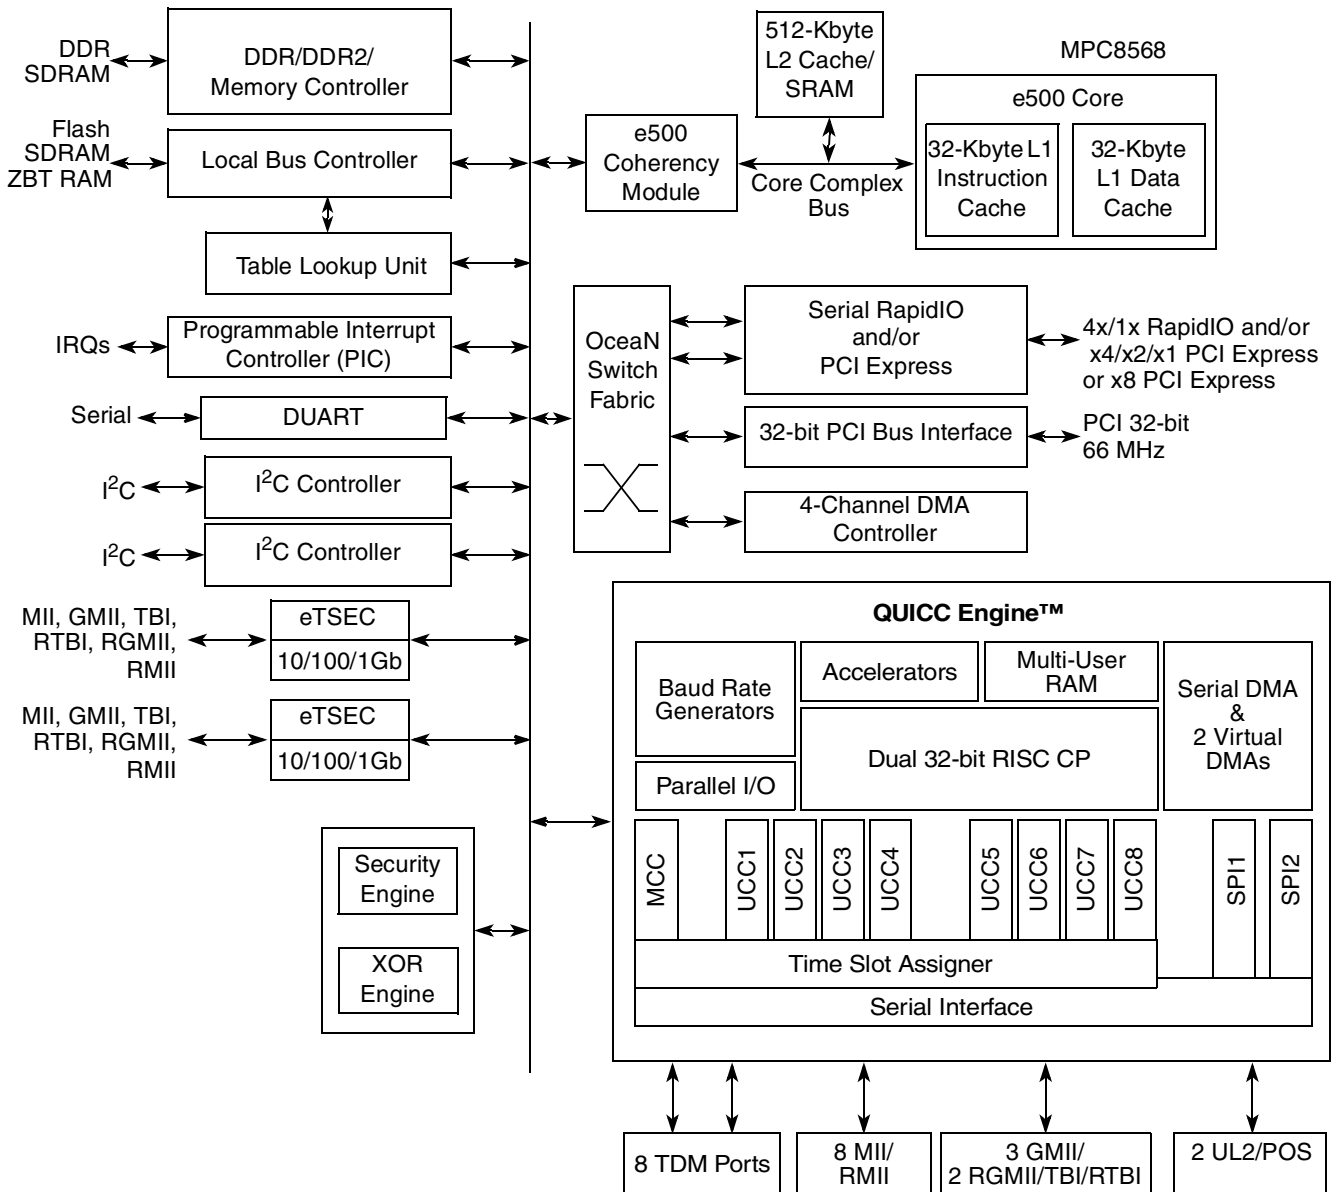 DDR
SDRAM
DDR/DDR2/
Memory Controller
Flash
SDRAM
ZBT RAM
Local Bus Controller
Table Lookup Unit
IRQs
Programmable Interrupt
Controller (PIC)
Serial
DUART
I²C
I²C Controller
I²C
I²C Controller
MII, GMII, TBI,
RTBI, RGMII,
RMII
eTSEC
10/100/1Gb
MII, GMII, TBI,
RTBI, RGMII,
RMII
eTSEC
10/100/1Gb
Security
Engine
XOR
Engine
512-Kbyte
L2 Cache/
SRAM
e500
Coherency
Module
Core Complex
Bus
MPC8568
e500 Core
32-Kbyte L1
Instruction
Cache
32-Kbyte
L1 Data
Cache
OceaN
Switch
Fabric
Serial RapidIO
and/or
PCI Express
4x/1x RapidIO and/or
x4/x2/x1 PCI Express
or x8 PCI Express
32-bit PCI Bus Interface
PCI 32-bit
66 MHz
4-Channel DMA
Controller
QUICC Engine™
Baud Rate
Generators
Accelerators
Multi-User
RAM
Serial DMA
&
2 Virtual
DMAs
Parallel I/O
Dual 32-bit RISC CP
MCC
UCC1
UCC2
UCC3
UCC4
UCC5
UCC6
UCC7
UCC8
SPI1
SPI2
Time Slot Assigner
Serial Interface
8 TDM Ports
8 MII/
RMII
3 GMII/
2 RGMII/TBI/RTBI
2 UL2/POS